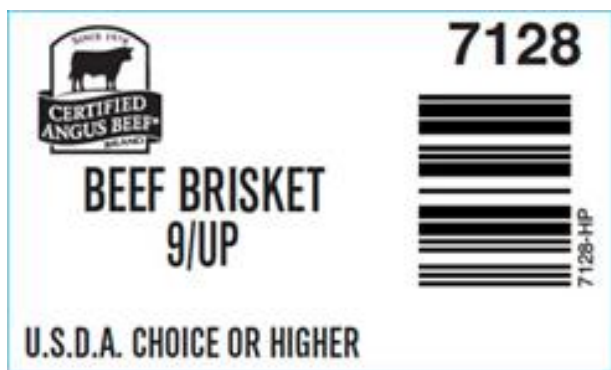 SINCE 1978
CERTIFIED
ANGUS BEEF®
BRAND
7128
BEEF BRISKET
9/UP
7128-HP
U.S.D.A. CHOICE OR HIGHER